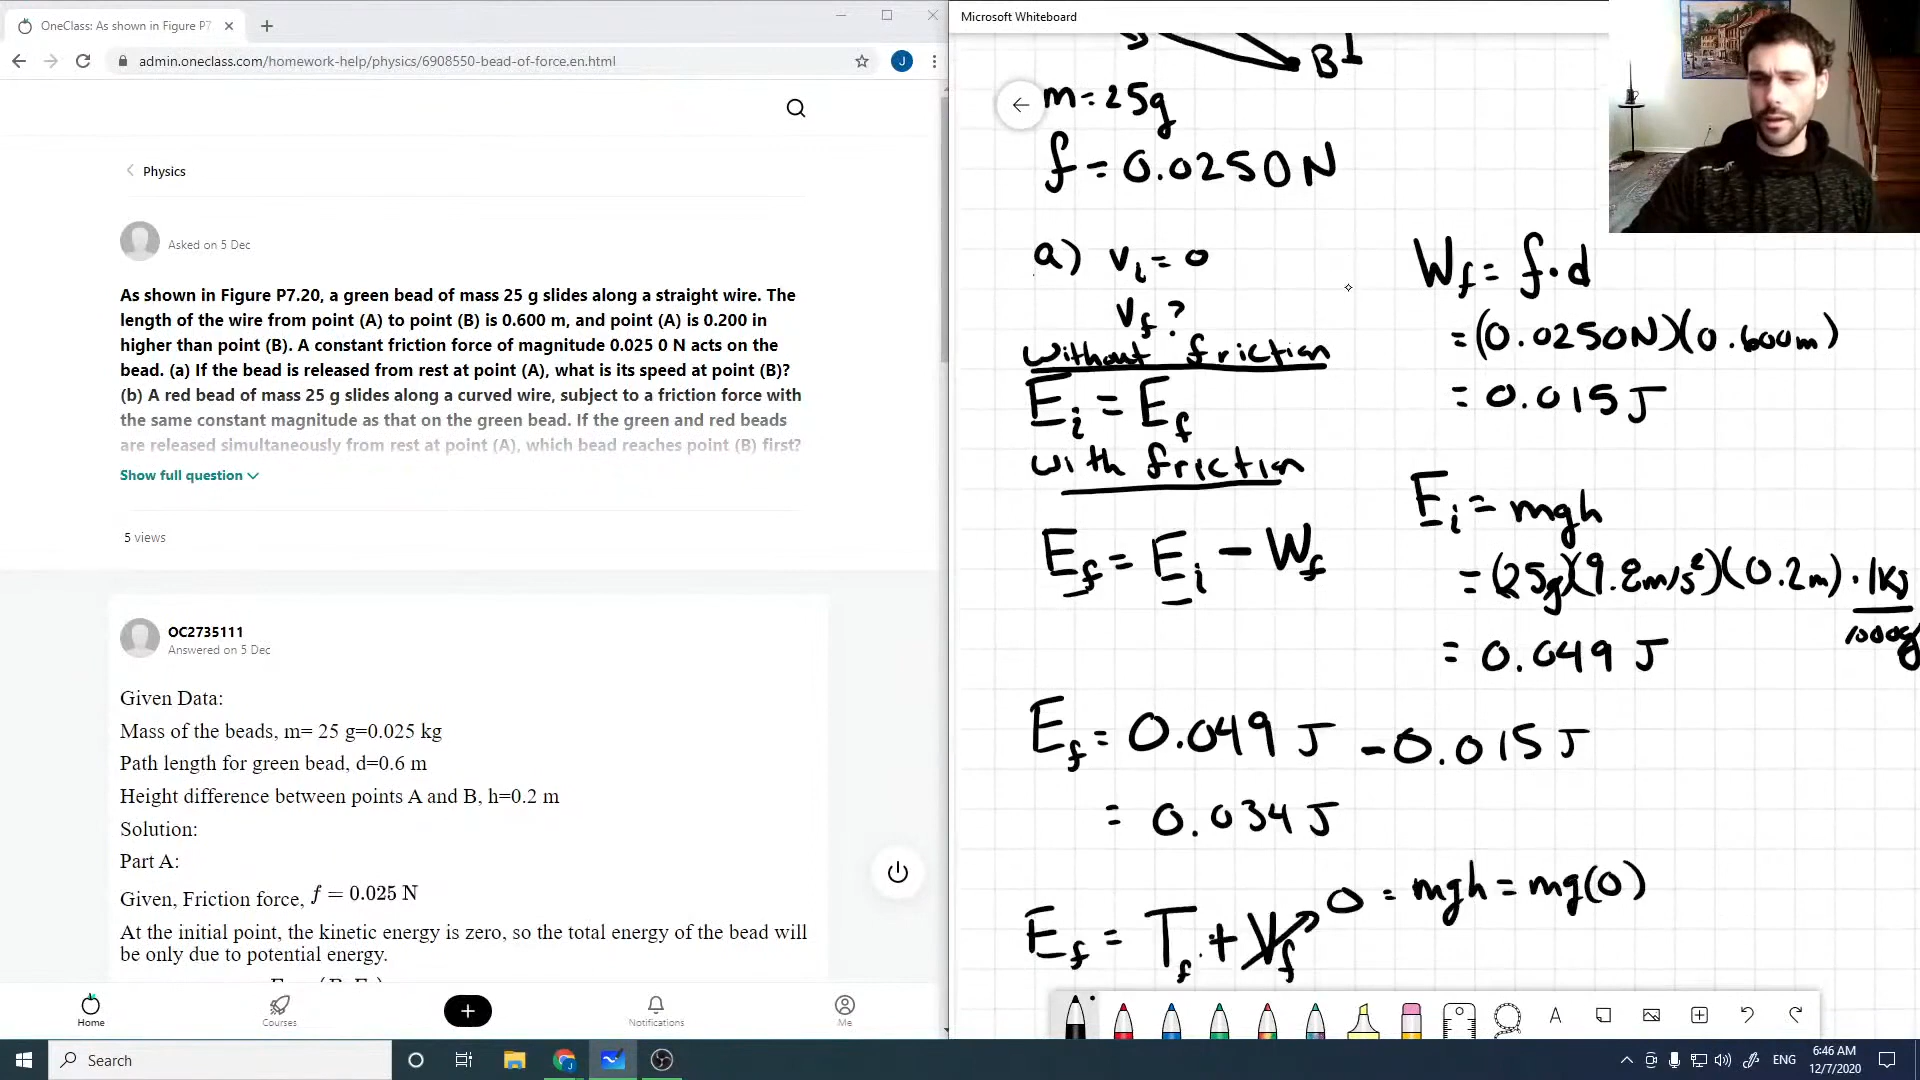 OneClass: As shown in Figure P7
admin.oneclass.com/homework-help/physics/6908550-bead-of-force.en.html
J
Physics
Asked on 5 Dec
As shown in Figure P7.20, a green bead of mass 25 g slides along a straight wire. The
length of the wire from point (A) to point (B) is 0.600 m, and point (A) is 0.200 in
higher than point (B). A constant friction force of magnitude 0.025 0 N acts on the
bead. (a) If the bead is released from rest at point (A), what is its speed at point (B)?
(b) A red bead of mass 25 g slides along a curved wire, subject to a friction force with
the same constant magnitude as that on the green bead. If the green and red beads
are released simultaneously from rest at point (A), which bead reaches point (B) first?
Show full question
5 views
OC2735111
Answered on 5 Dec
Given Data:
Mass of the beads, m= 25 g=0.025 kg
Path length for green bead, d=0.6 m
Height difference between points A and B, h=0.2 m
Solution:
Part A:
Given, Friction force, f = 0.025 N
At the initial point, the kinetic energy is zero, so the total energy of the bead will
be only due to potential energy.
Home
Courses
Notifications
Me
Microsoft Whiteboard
B
m=25g
f=0.0250N
a) vi=0
vf?
without friction
Ei=Ef
with friction
Ef=Ei-Wf
Wf=f·d
=(0.0250N)(0.600m)
=0.015J
Ei=mgh
=(25g)(9.8m/s²)(0.2m)·1kg
1000g
=0.049 J
Ef=0.049 J -0.015 J
=0.034J
Ef=Tf+Vf 0=mgh=mg(0)
A
Search
ENG
6:46 AM
12/7/2020